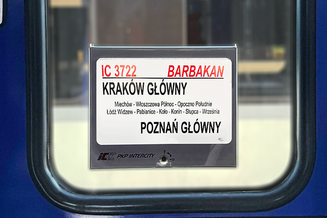 IC 3722 BARBAKAN
KRAKÓW GŁÓWNY
Miechów - Włoszczowa Północ - Opoczno Południe
Łódź Widzew - Pabianice - Koło - Konin - Słupca - Września
POZNAŃ GŁÓWNY
IC PKP INTERCITY